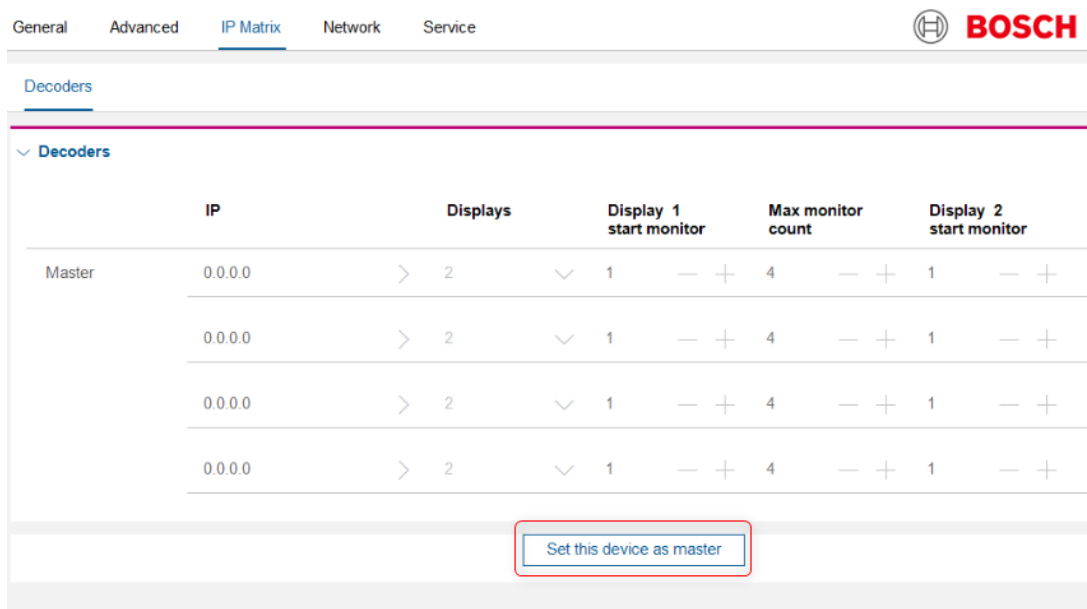 General Advanced IP Matrix Network Service BOSCH
Decoders
Decoders
IP Displays Display 1 start monitor Max monitor count Display 2 start monitor
Master 0.0.0.0 2 1 4 1
0.0.0.0 2 1 4 1
0.0.0.0 2 1 4 1
0.0.0.0 2 1 4 1
Set this device as master